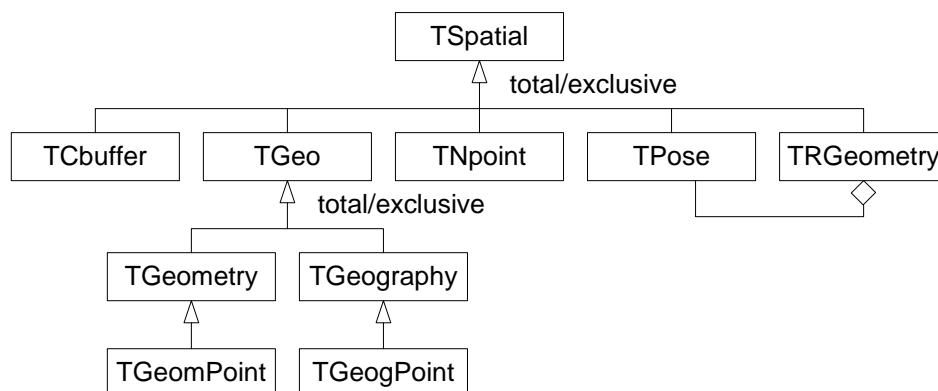 TSpatial
total/exclusive
TCbuffer
TGeo
TNpoint
TPose
TRGeometry
total/exclusive
TGeometry
TGeography
TGeomPoint
TGeogPoint